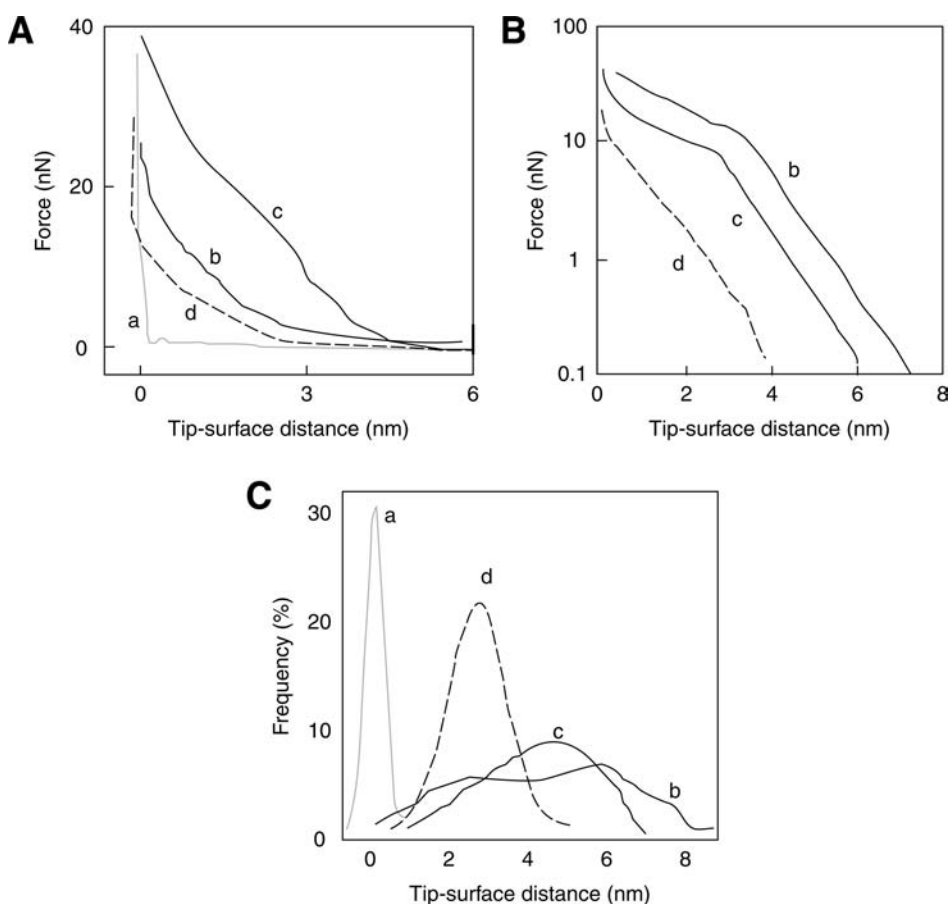 A
40
20
0
Force (nN)
a
b
c
d
0
3
6
Tip-surface distance (nm)
B
100
10
1
0.1
Force (nN)
b
c
d
0
2
4
6
8
Tip-surface distance (nm)
C
30
20
10
0
Frequency (%)
a
d
c
b
0
2
4
6
8
Tip-surface distance (nm)